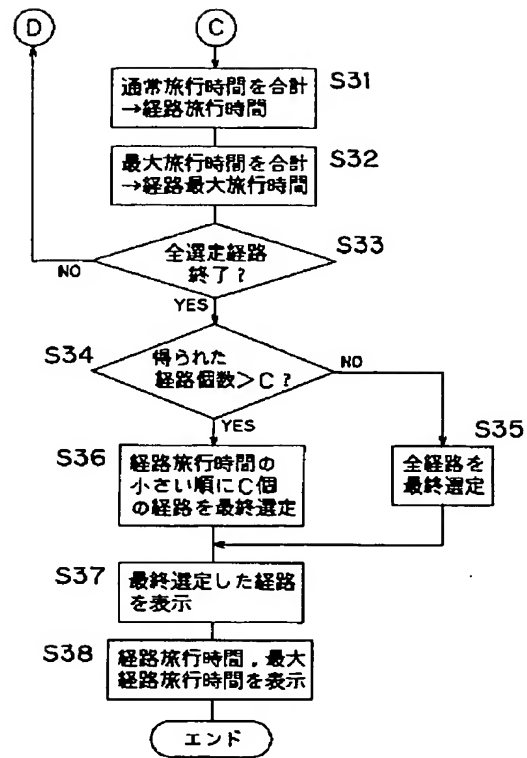 D
C
通常旅行時間を合計
→経路旅行時間
S31
最大旅行時間を合計
→経路最大旅行時間
S32
全選定経路
終了？
S33
NO
YES
S34
得られた
経路個数＞C？
NO
YES
S35
全経路を
最終選定
S36
経路旅行時間の
小さい順にC個
の経路を最終選定
S37
最終選定した経路
を表示
S38
経路旅行時間，最大
経路旅行時間を表示
エンド